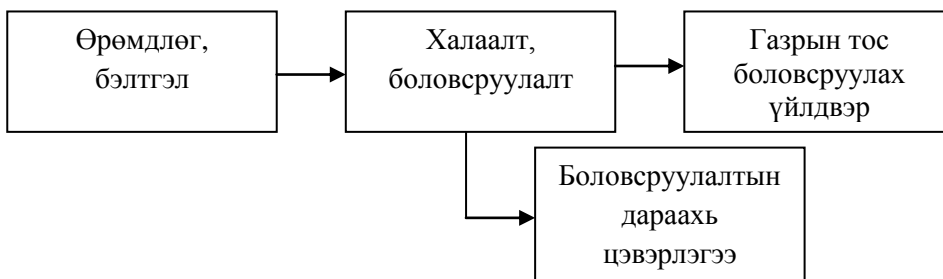 Өрөмдлөг,
бэлтгэл
Халаалт,
боловсруулалт
Газрын тос
боловсруулах
үйлдвэр
Боловсруулалтын
дараахь
цэвэрлэгээ